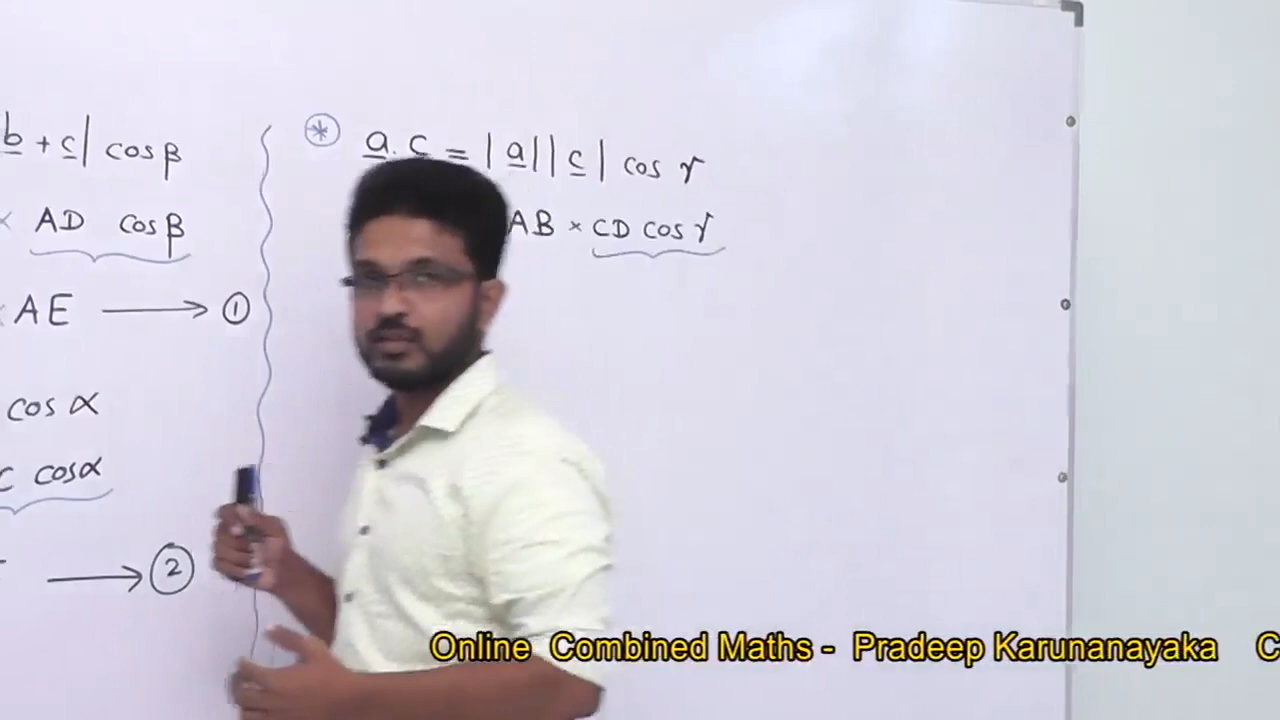 b + c| cos β
× AD cos β
× AE ⟶ ①
cos α
C cos α
⟶ ②
⊛ a . c = |a||c| cos γ
AB × CD cos γ
Online Combined Maths - Pradeep Karunanayaka C